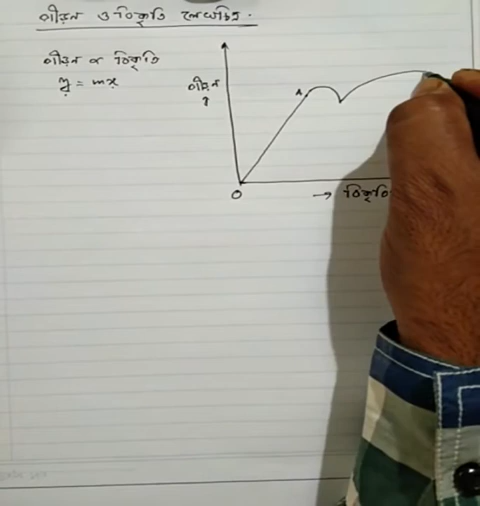 পীড়ন ও বিকৃতি লেখচিত্র.
পীড়ন α বিকৃতি
y = mx
পীড়ন
A
O
→ বিকৃতি